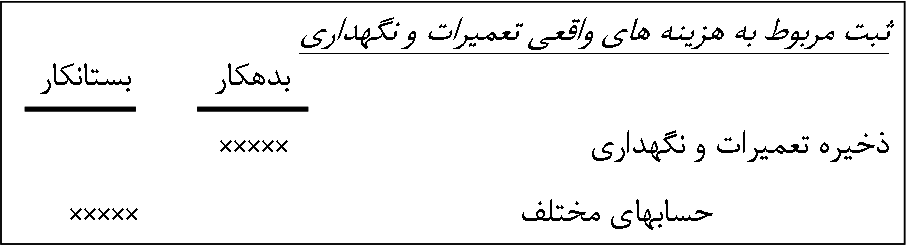 ثبت مربوط به هزینه های واقعی تعمیرات و نگهداری
بدهکار بستانکار
ذخیره تعمیرات و نگهداری ×××××
حسابهای مختلف ×××××